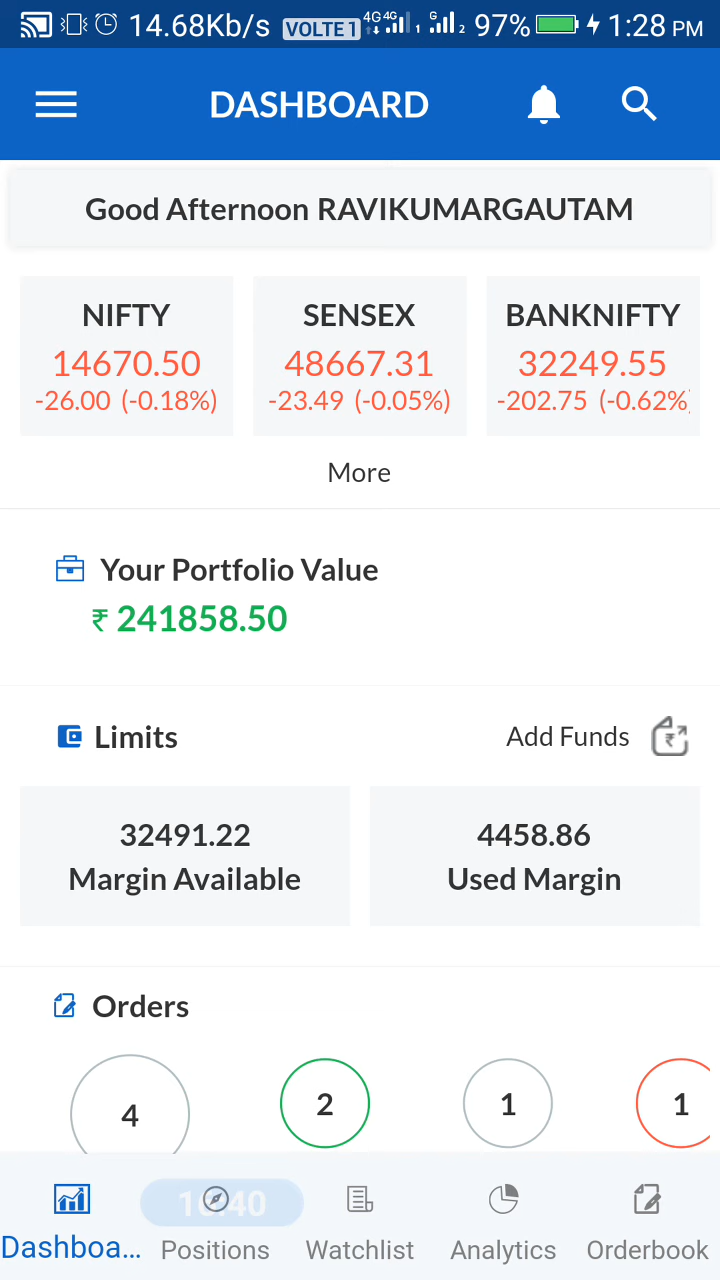 14.68Kb/s VOLTE 1 4G 4G 1 G 2 97% 1:28 PM
DASHBOARD
Good Afternoon RAVIKUMARGAUTAM
NIFTY SENSEX BANKNIFTY
14670.50 48667.31 32249.55
-26.00 (-0.18%) -23.49 (-0.05%) -202.75 (-0.62%
More
Your Portfolio Value
₹ 241858.50
Limits Add Funds
32491.22 4458.86
Margin Available Used Margin
Orders
4 2 1 1
Dashboa... Positions Watchlist Analytics Orderbook